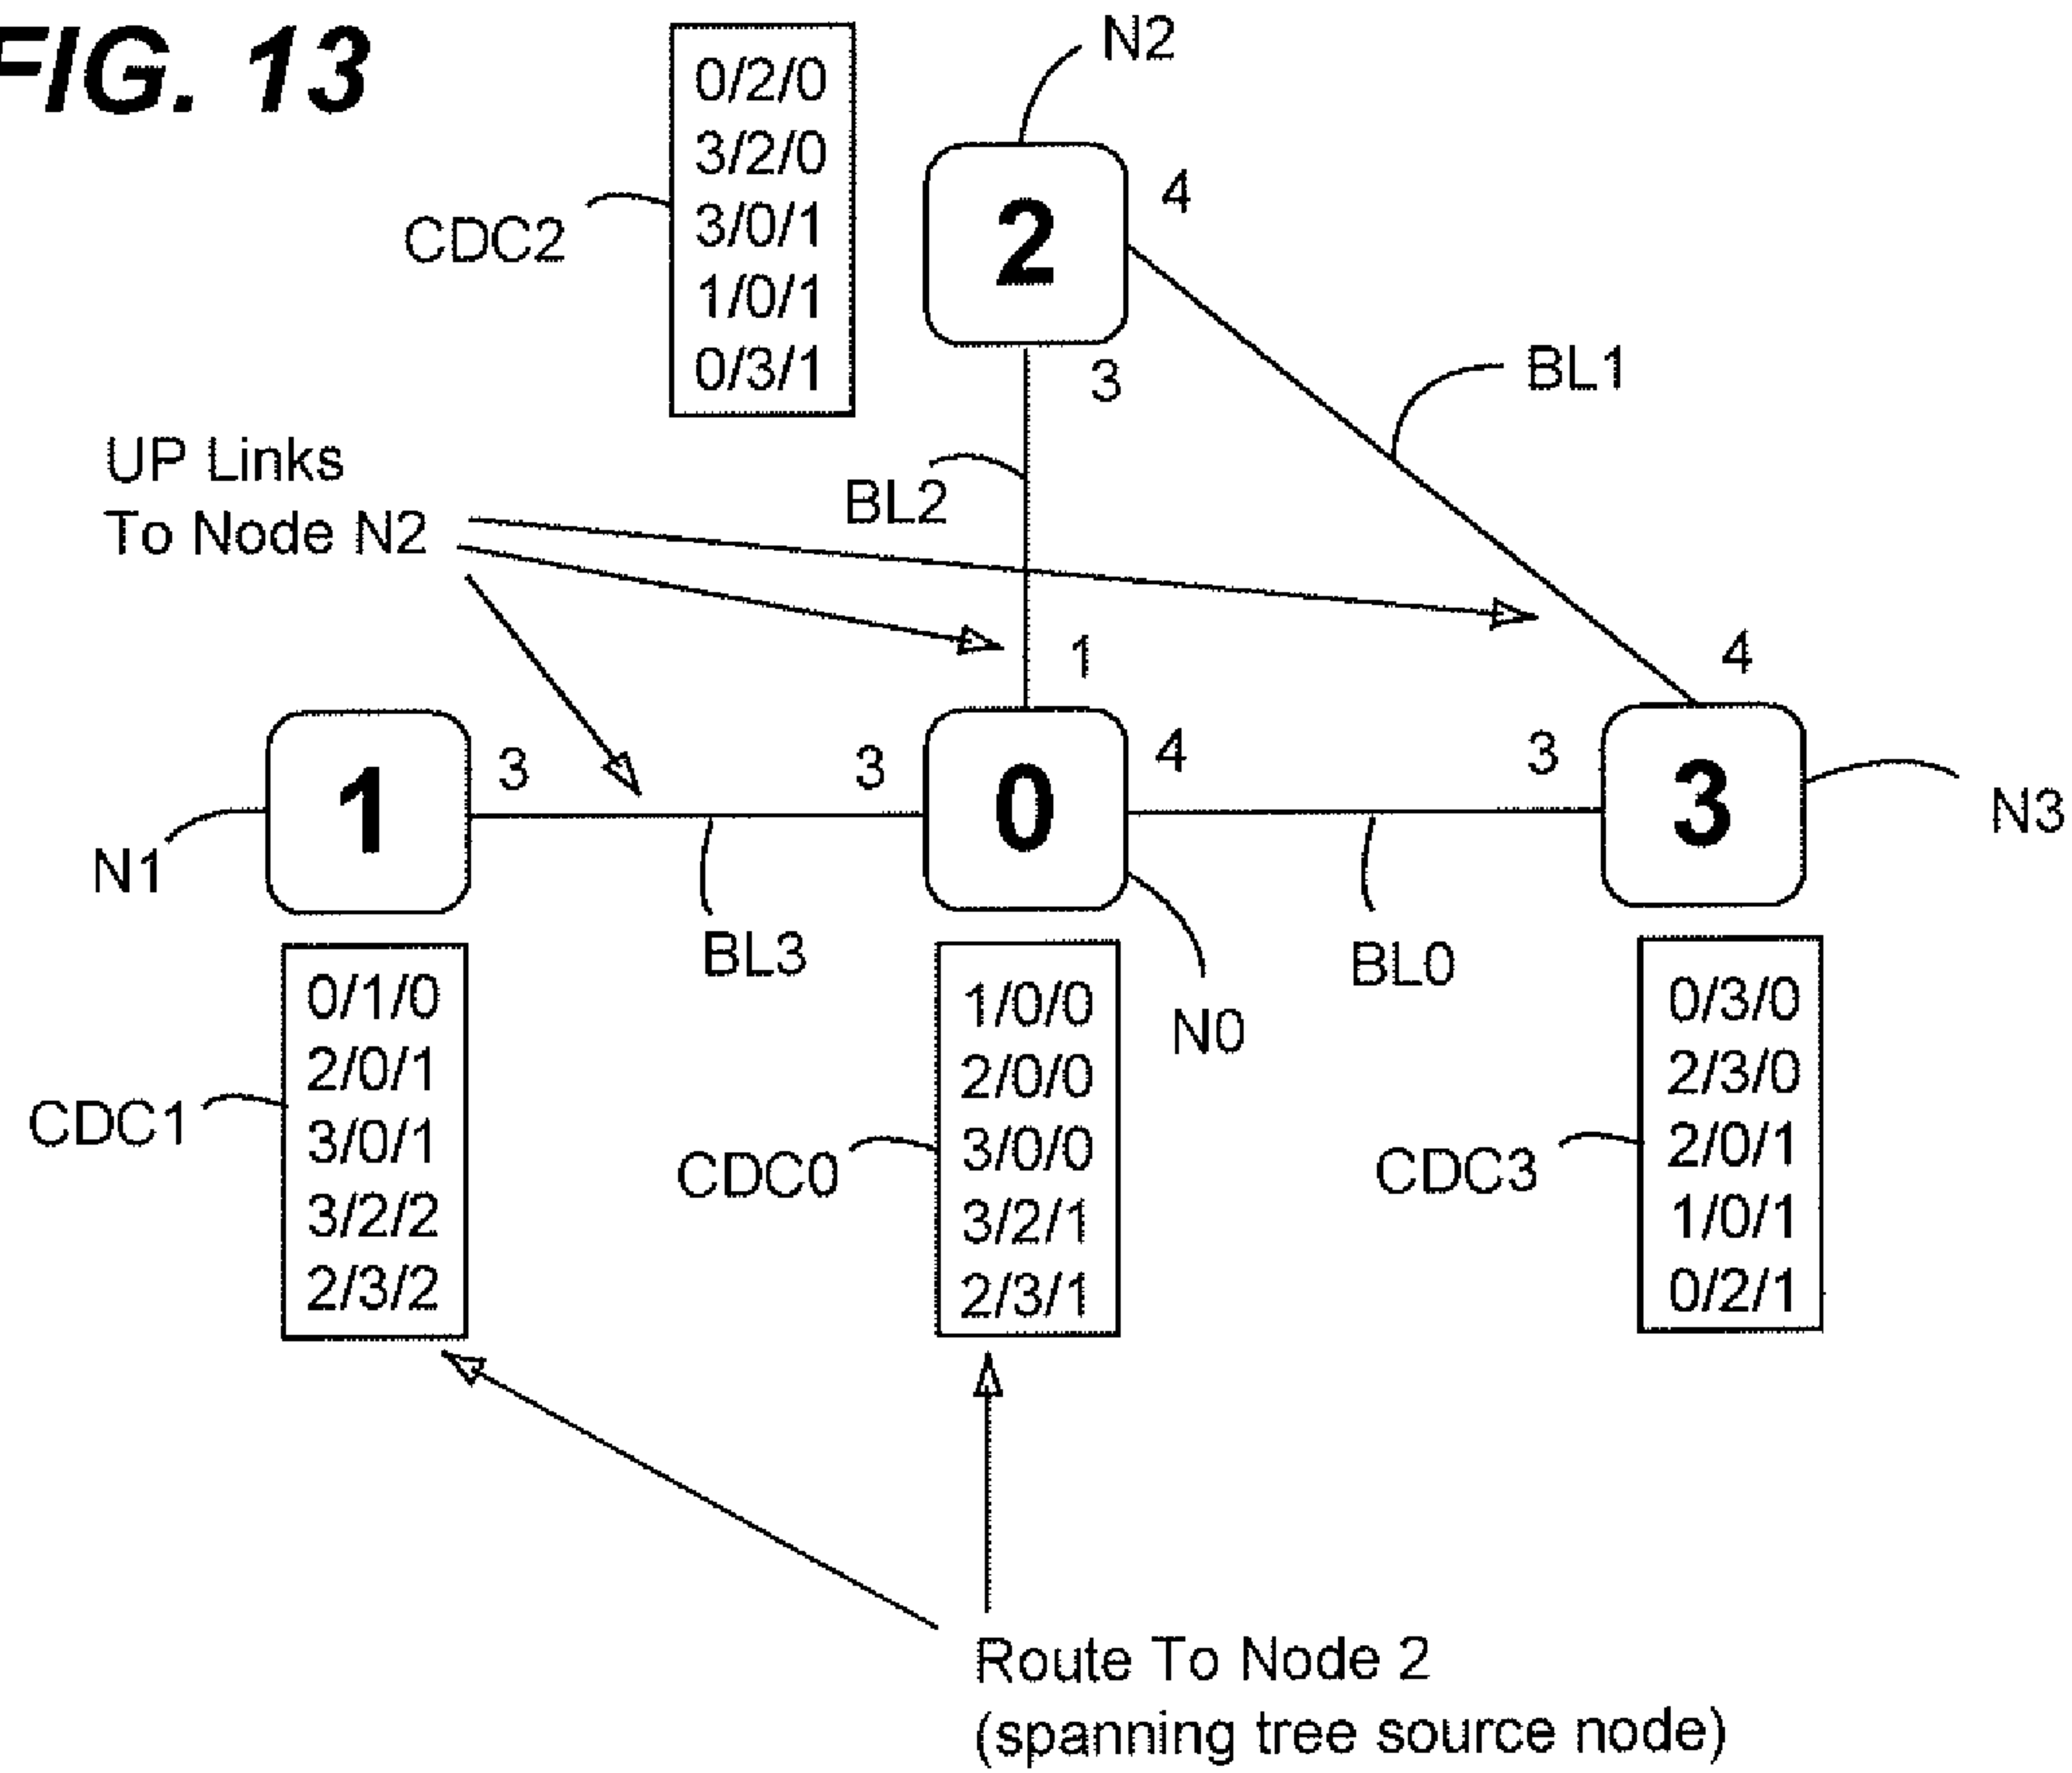 FIG. 13
N2
0/2/0
3/2/0
3/0/1
1/0/1
0/3/1
CDC2
2
4
3
BL1
UP Links
To Node N2
BL2
1
4
1
3
3
0
4
3
3
N1
N3
BL3
N0
BL0
0/1/0
2/0/1
3/0/1
3/2/2
2/3/2
CDC1
1/0/0
2/0/0
3/0/0
3/2/1
2/3/1
CDC0
0/3/0
2/3/0
2/0/1
1/0/1
0/2/1
CDC3
Route To Node 2
(spanning tree source node)